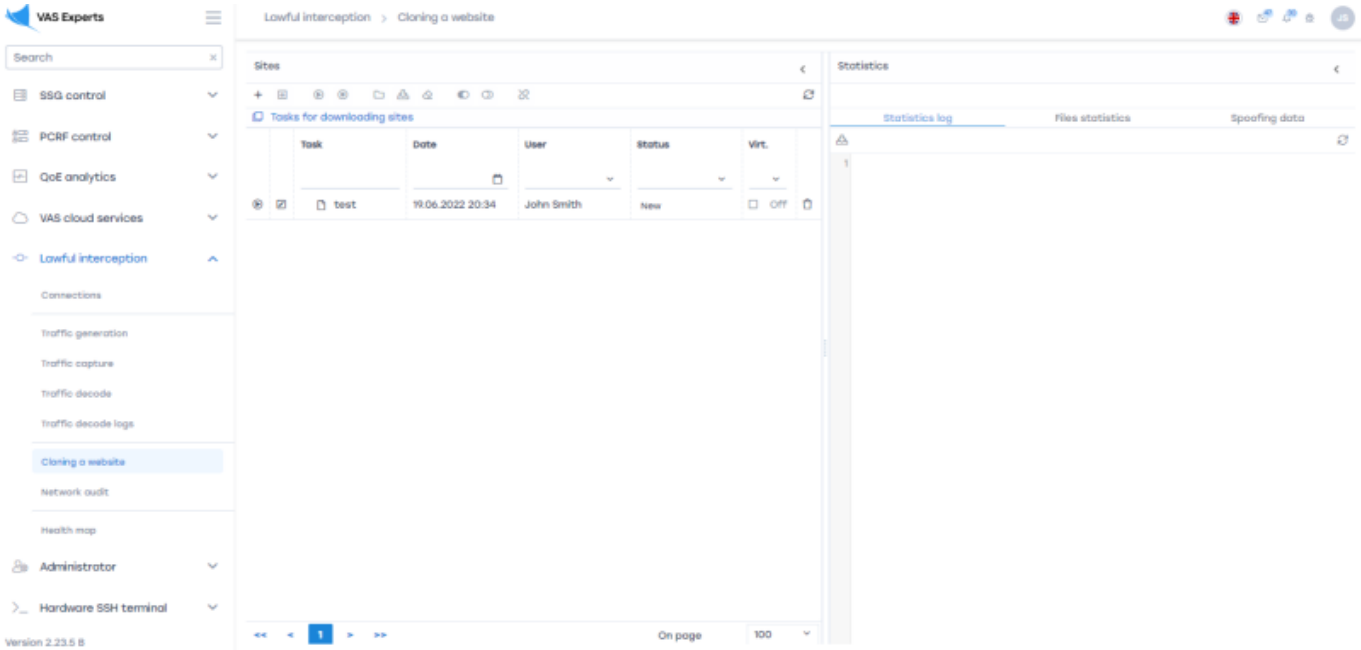 VAS Experts
Lawful interception > Cloning a website
JS
Search
Sites
Statistics
SSG control
Tasks for downloading sites
Statistics log
Files statistics
Spoofing data
PCRF control
Task
Date
User
Status
Virt.
1
QoE analytics
test
19.06.2022 20:34
John Smith
New
Off
VAS cloud services
Lawful interception
Connections
Traffic generation
Traffic capture
Traffic decode
Traffic decode logs
Cloning a website
Network audit
Health map
Administrator
Hardware SSH terminal
<< < 1 > >>
On page
100
Version 2.23.5 B